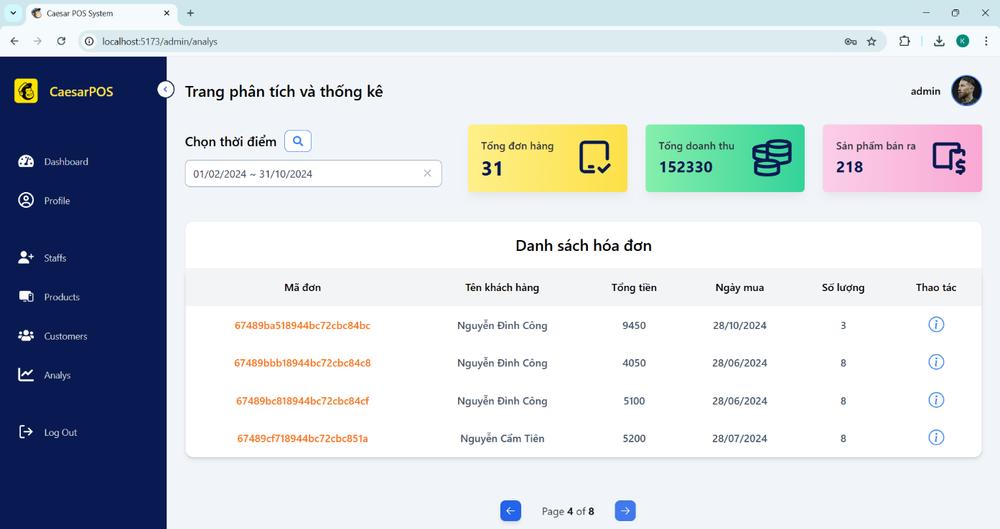 Caesar POS System
localhost:5173/admin/analys
K
CaesarPOS
Trang phân tích và thống kê
admin
Chọn thời điểm
01/02/2024 ~ 31/10/2024
Tổng đơn hàng
31
Tổng doanh thu
152330
Sản phẩm bán ra
218
Dashboard
Profile
Staffs
Products
Customers
Analys
Log Out
Danh sách hóa đơn
Mã đơn Tên khách hàng Tổng tiền Ngày mua Số lượng Thao tác
67489ba518944bc72cbc84bc Nguyễn Đình Công 9450 28/10/2024 3
67489bbb18944bc72cbc84c8 Nguyễn Đình Công 4050 28/06/2024 8
67489bc818944bc72cbc84cf Nguyễn Đình Công 5100 28/06/2024 8
67489cf718944bc72cbc851a Nguyễn Cẩm Tiên 5200 28/07/2024 8
Page 4 of 8